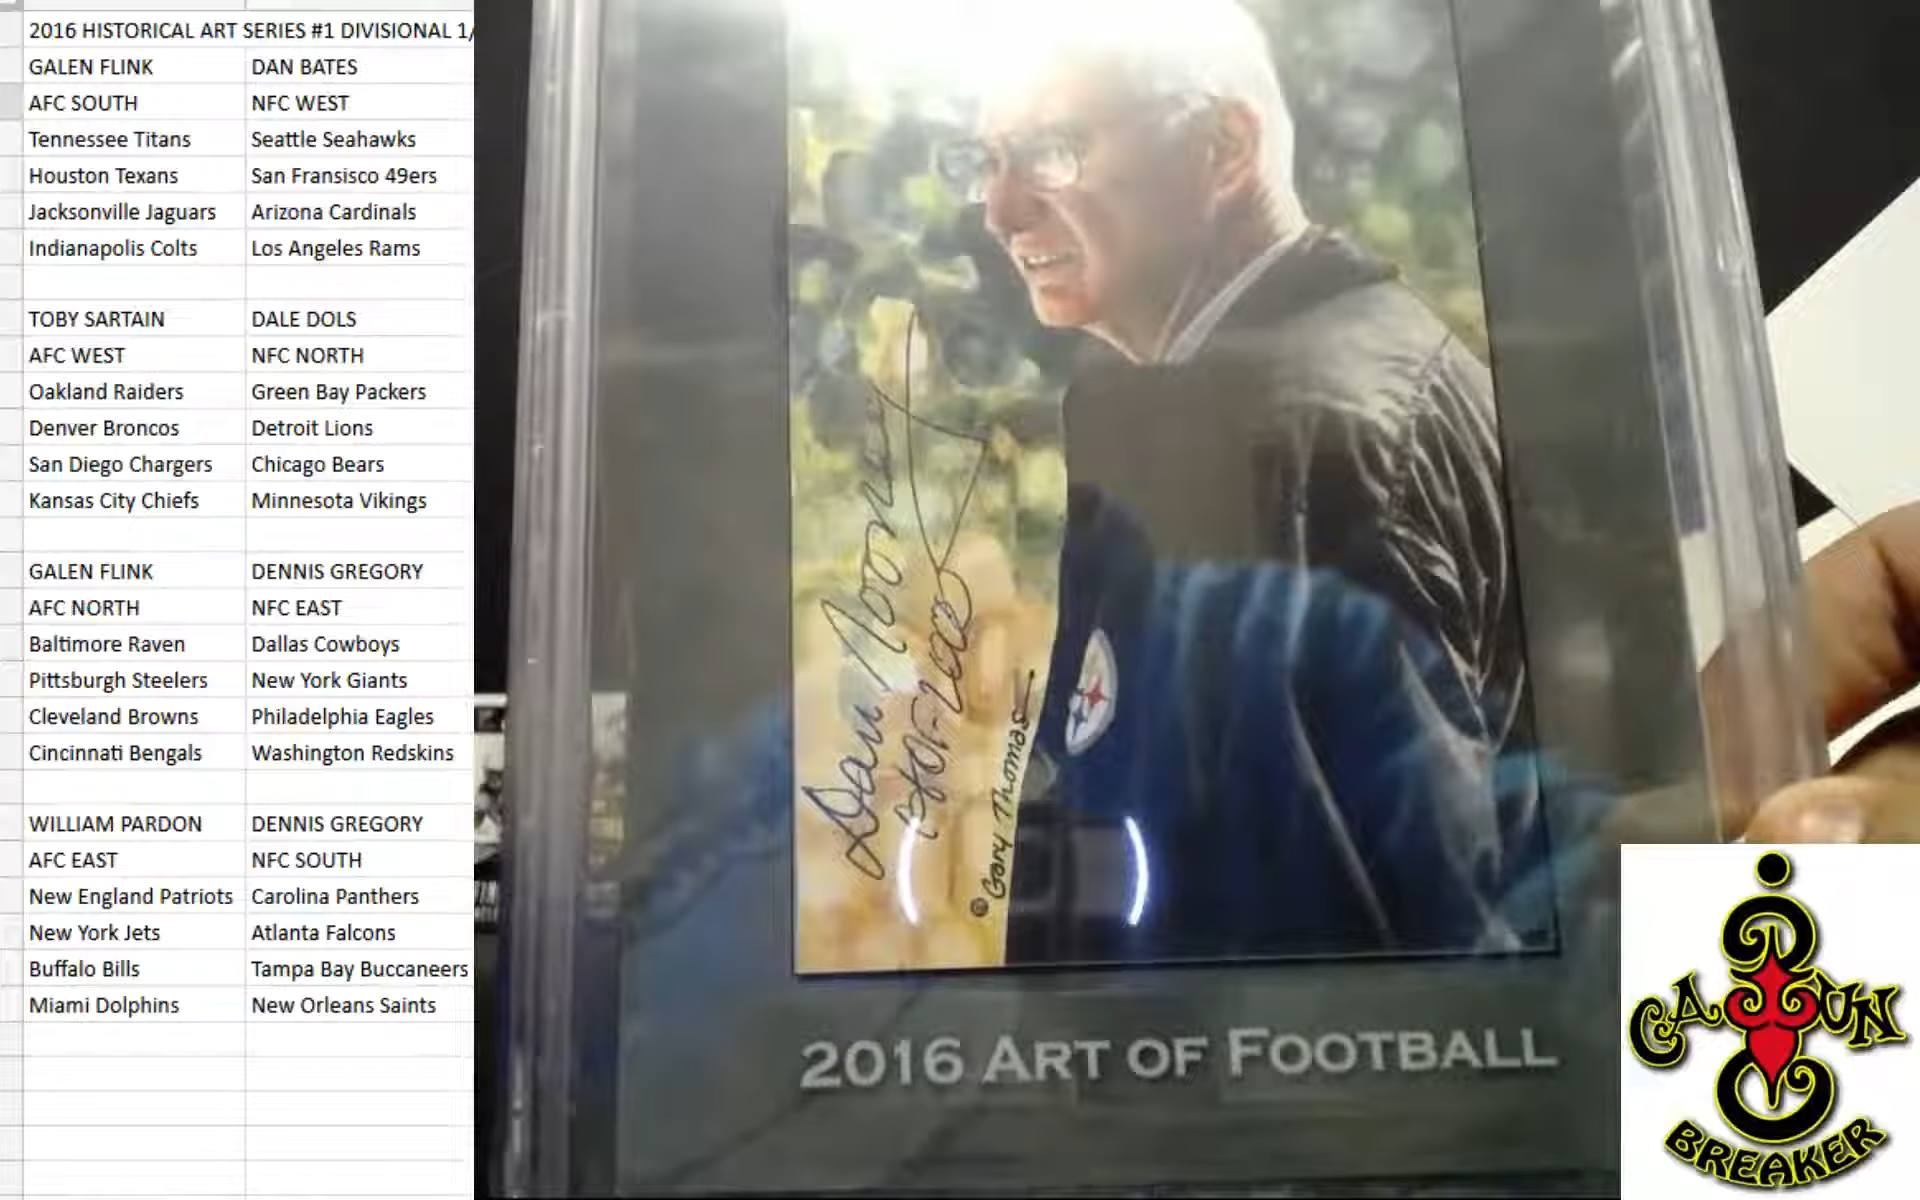 2016 HISTORICAL ART SERIES #1 DIVISIONAL 1/
GALEN FLINK DAN BATES
AFC SOUTH NFC WEST
Tennessee Titans Seattle Seahawks
Houston Texans San Fransisco 49ers
Jacksonville Jaguars Arizona Cardinals
Indianapolis Colts Los Angeles Rams
TOBY SARTAIN DALE DOLS
AFC WEST NFC NORTH
Oakland Raiders Green Bay Packers
Denver Broncos Detroit Lions
San Diego Chargers Chicago Bears
Kansas City Chiefs Minnesota Vikings
GALEN FLINK DENNIS GREGORY
AFC NORTH NFC EAST
Baltimore Raven Dallas Cowboys
Pittsburgh Steelers New York Giants
Cleveland Browns Philadelphia Eagles
Cincinnati Bengals Washington Redskins
WILLIAM PARDON DENNIS GREGORY
AFC EAST NFC SOUTH
New England Patriots Carolina Panthers
New York Jets Atlanta Falcons
Buffalo Bills Tampa Bay Buccaneers
Miami Dolphins New Orleans Saints
Dan Rooney
HOF-2000
© Gary Thomas
2016 ART OF FOOTBALL
CAJUN
BREAKER